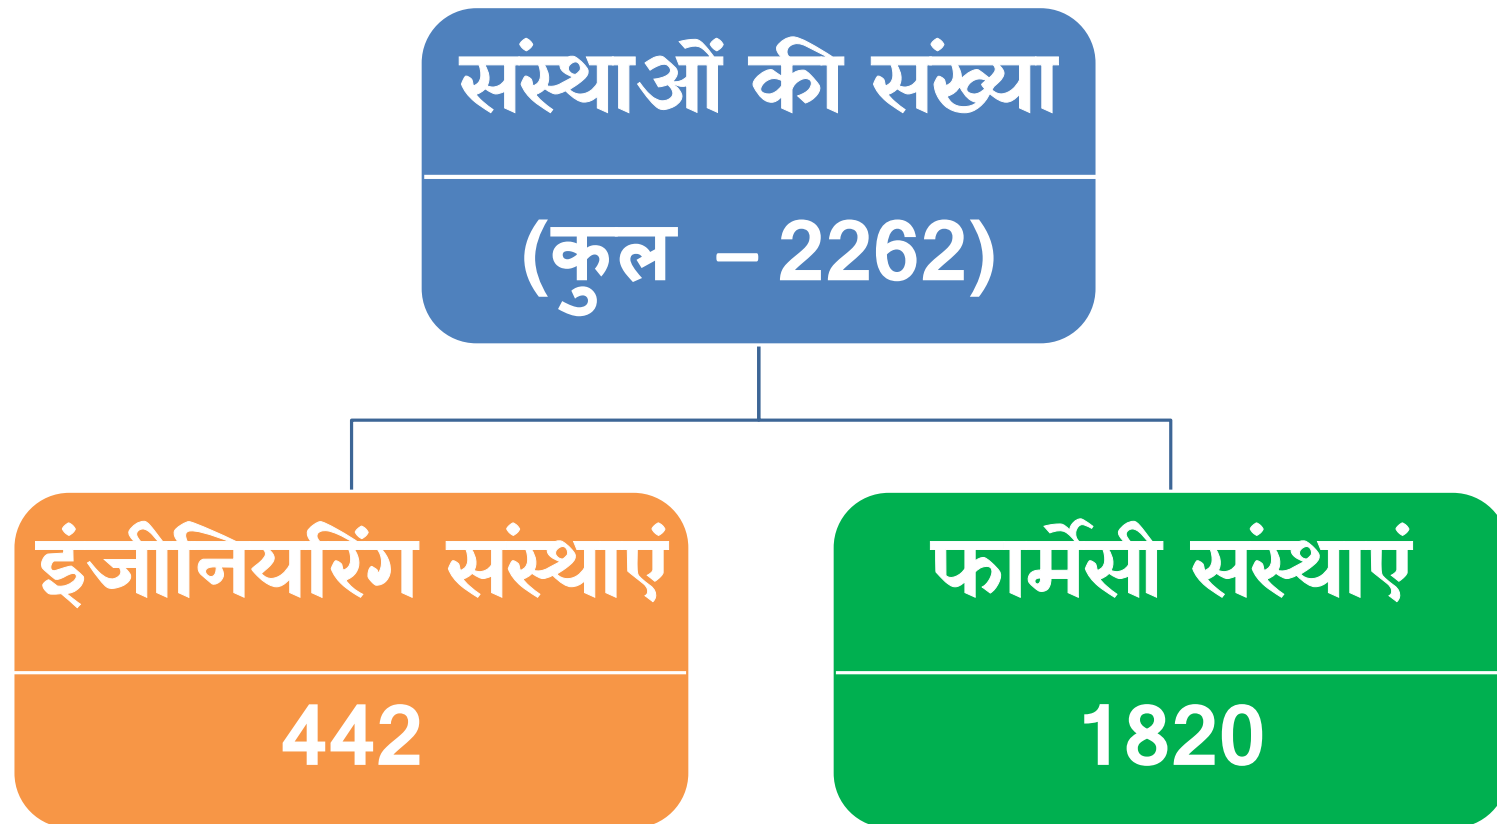 संस्थाओं की संख्या
(कुल – 2262)
इंजीनियरिंग संस्थाएं
442
फार्मेसी संस्थाएं
1820